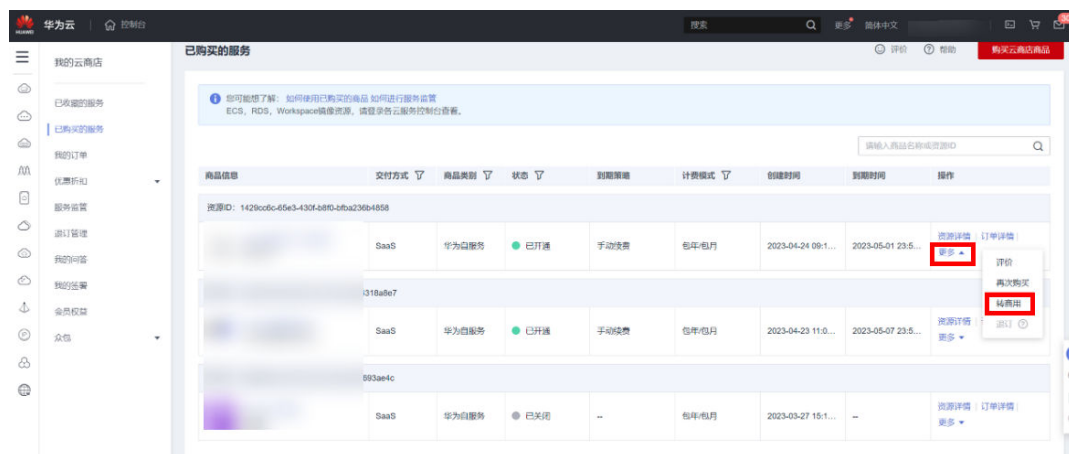 HUAWEI
华为云
控制台
搜索
更多
简体中文
已购买的服务
评价
帮助
购买云商店商品
我的云商店
已收藏的服务
已购买的服务
我的订单
优惠折扣
服务监管
退订管理
我的问答
我的签署
会员权益
众包
您可能想了解: 如何使用已购买的商品 如何进行服务监管
ECS, RDS, Workspace镜像资源, 请登录各云服务控制台查看。
请输入商品名称或资源ID
商品信息 交付方式 商品类别 状态 到期策略 计费模式 创建时间 到期时间 操作
资源ID: 1429cc6c-65e3-430f-b8f0-bfba236b4858
SaaS 华为自服务 已开通 手动续费 包年/包月 2023-04-24 09:1... 2023-05-01 23:5... 资源详情 订单详情
更多
评价
再次购买
转商用
退订
318a8e7
SaaS 华为自服务 已开通 手动续费 包年/包月 2023-04-23 11:0... 2023-05-07 23:5... 资源详情
更多
893ae4c
SaaS 华为自服务 已关闭 -- 包年/包月 2023-03-27 15:1... -- 资源详情 订单详情
更多